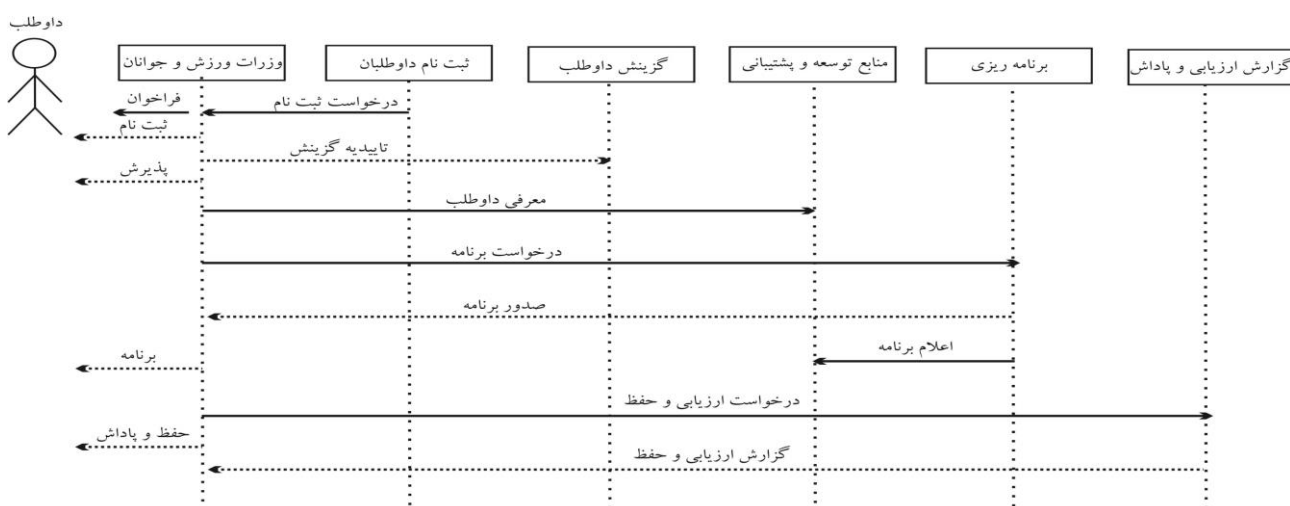 داوطلب
وزرات ورزش و جوانان
ثبت نام داوطلبان
گزینش داوطلب
منابع توسعه و پشتیبانی
برنامه ریزی
گزارش ارزیابی و پاداش
فراخوان
درخواست ثبت نام
ثبت نام
تاییدیه گزینش
پذیرش
معرفی داوطلب
درخواست برنامه
صدور برنامه
اعلام برنامه
برنامه
درخواست ارزیابی و حفظ
حفظ و پاداش
گزارش ارزیابی و حفظ